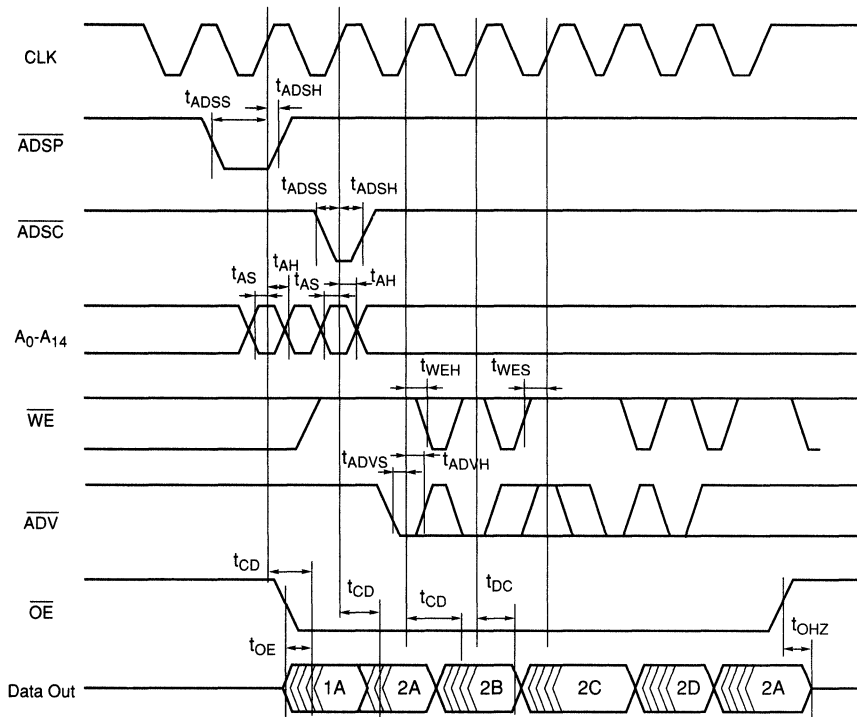 CLK
tADSS
tADSH
ADSP
tADSS
tADSH
ADSC
tAS
tAH
tAS
tAH
A0-A14
tWEH
tWES
WE
tADVS
tADVH
ADV
tCD
tCD
tCD
tDC
OE
tOE
tOHZ
Data Out
1A
2A
2B
2C
2D
2A